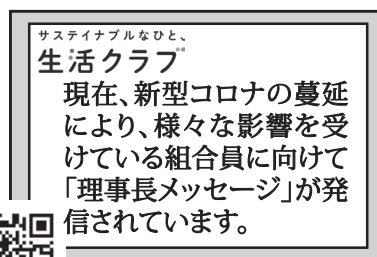 サステイナブルなひと、
生活クラブ
現在、新型コロナの蔓延
により、様々な影響を受
けている組合員に向けて
「理事長メッセージ」が発
信されています。